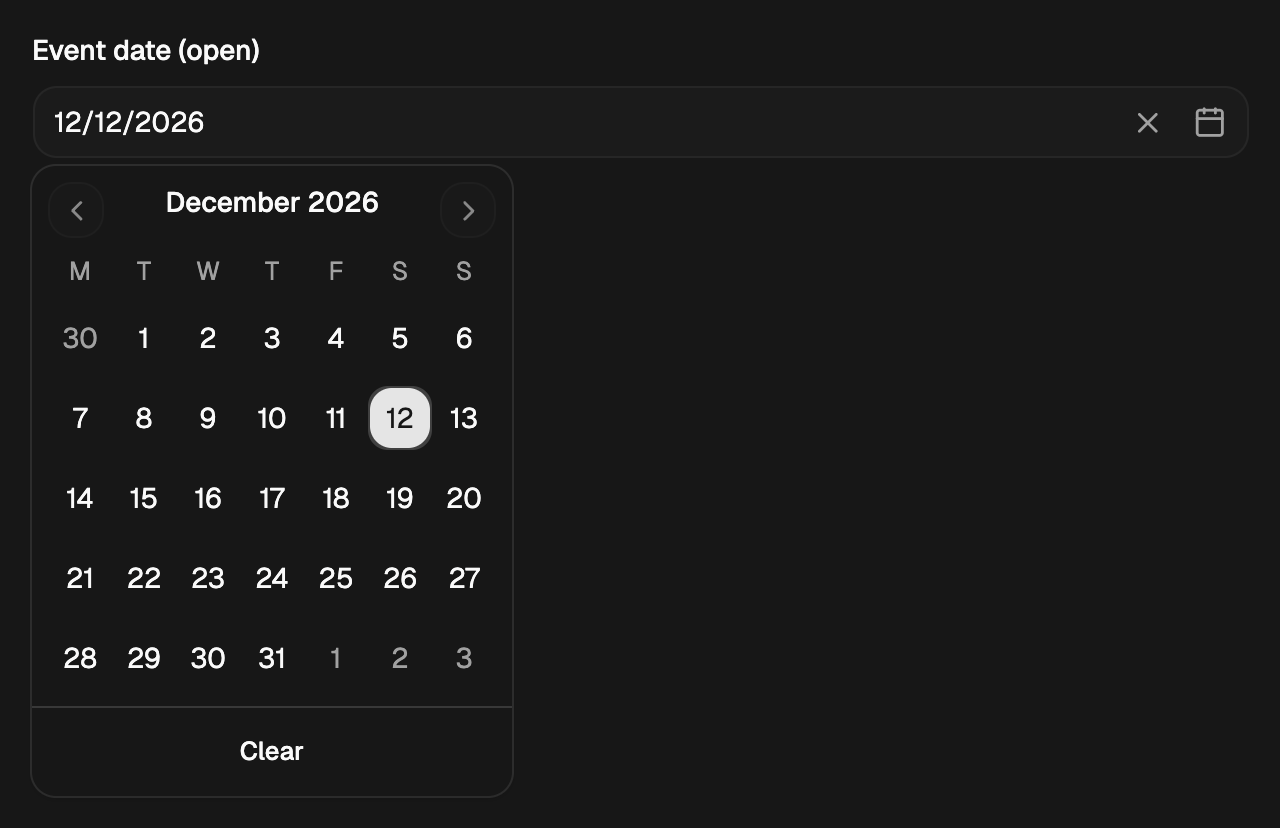 Event date (open)
12/12/2026
December 2026
M T W T F S S
30 1 2 3 4 5 6
7 8 9 10 11 12 13
14 15 16 17 18 19 20
21 22 23 24 25 26 27
28 29 30 31 1 2 3
Clear